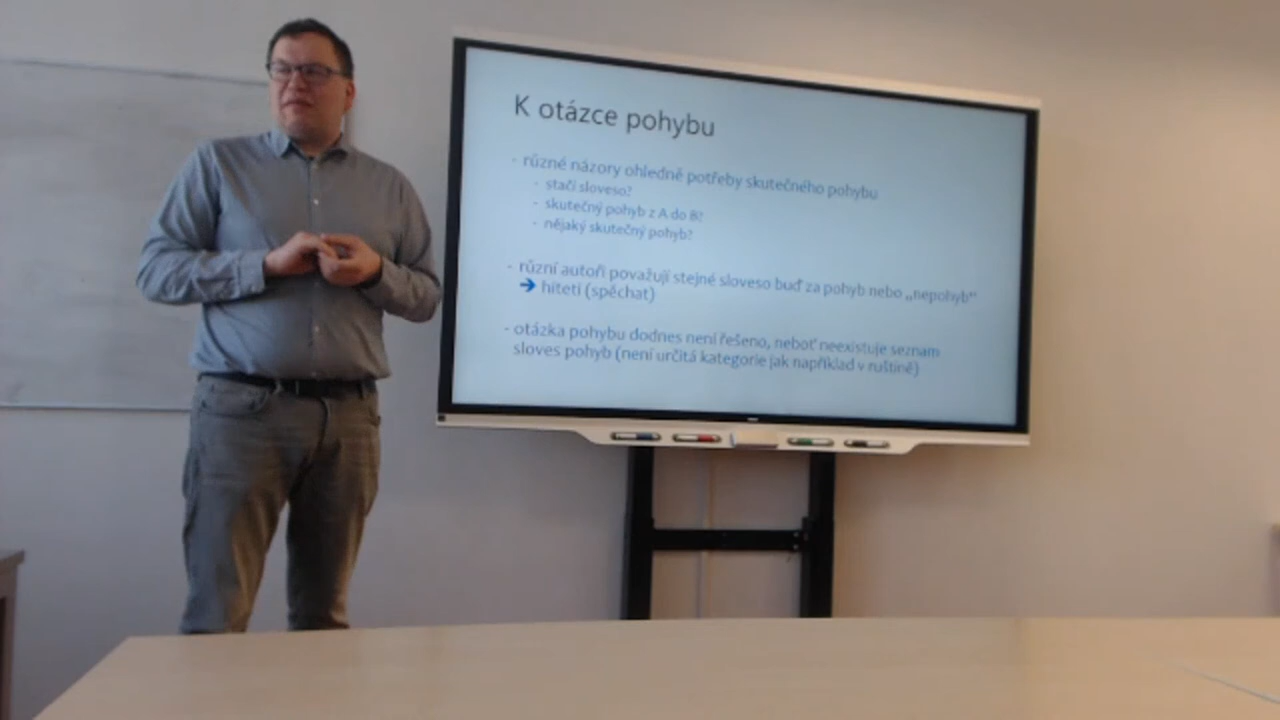 K otázce pohybu
- různé názory ohledně potřeby skutečného pohybu
- stačí sloveso?
- skutečný pohyb z A do B?
- nějaký skutečný pohyb?
- různí autoři považují stejné sloveso buď za pohyb nebo „nepohyb“
➔ hiteti (spěchat)
- otázka pohybu dodnes není řešeno, neboť neexistuje seznam
sloves pohyb (není určitá kategorie jak například v ruštině)